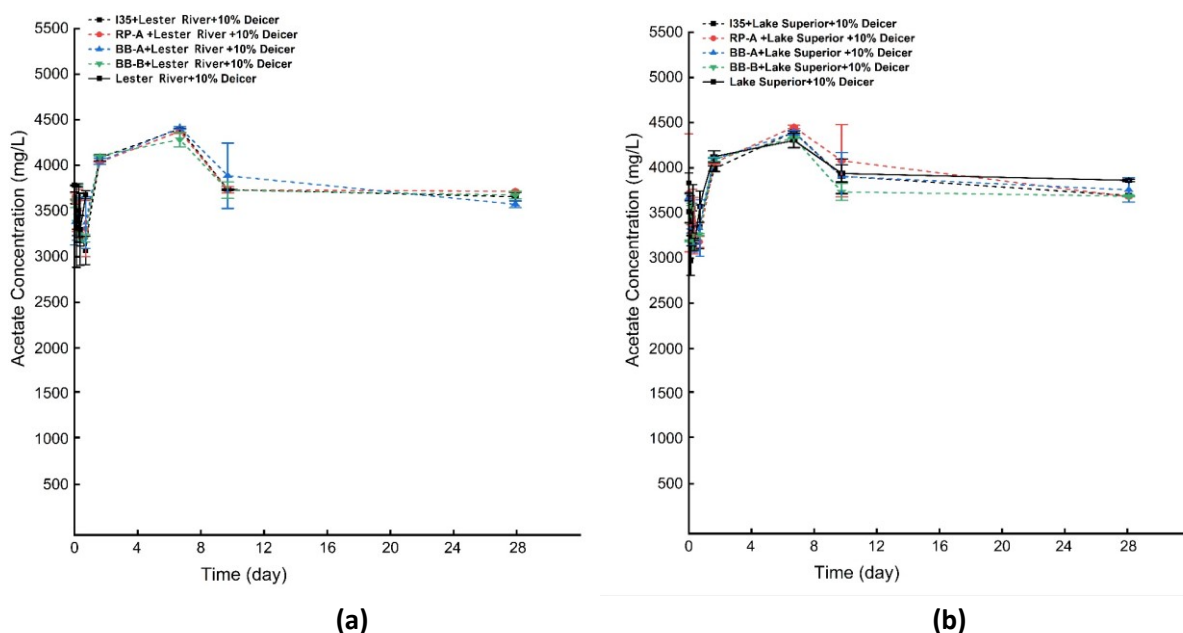 I35+Lester River+10% Deicer
RP-A +Lester River +10% Deicer
BB-A+Lester River +10% Deicer
BB-B+Lester River+10% Deicer
Lester River+10% Deicer
5500
5000
4500
4000
3500
3000
2500
2000
1500
1000
500
Acetate Concentration (mg/L)
0 4 8 12 16 20 24 28
Time (day)
(a)
I35+Lake Superior+10% Deicer
RP-A +Lake Superior +10% Deicer
BB-A+Lake Superior +10% Deicer
BB-B+Lake Superior+10% Deicer
Lake Superior+10% Deicer
5500
5000
4500
4000
3500
3000
2500
2000
1500
1000
500
Acetate Concentration (mg/L)
0 4 8 12 16 20 24 28
Time (day)
(b)